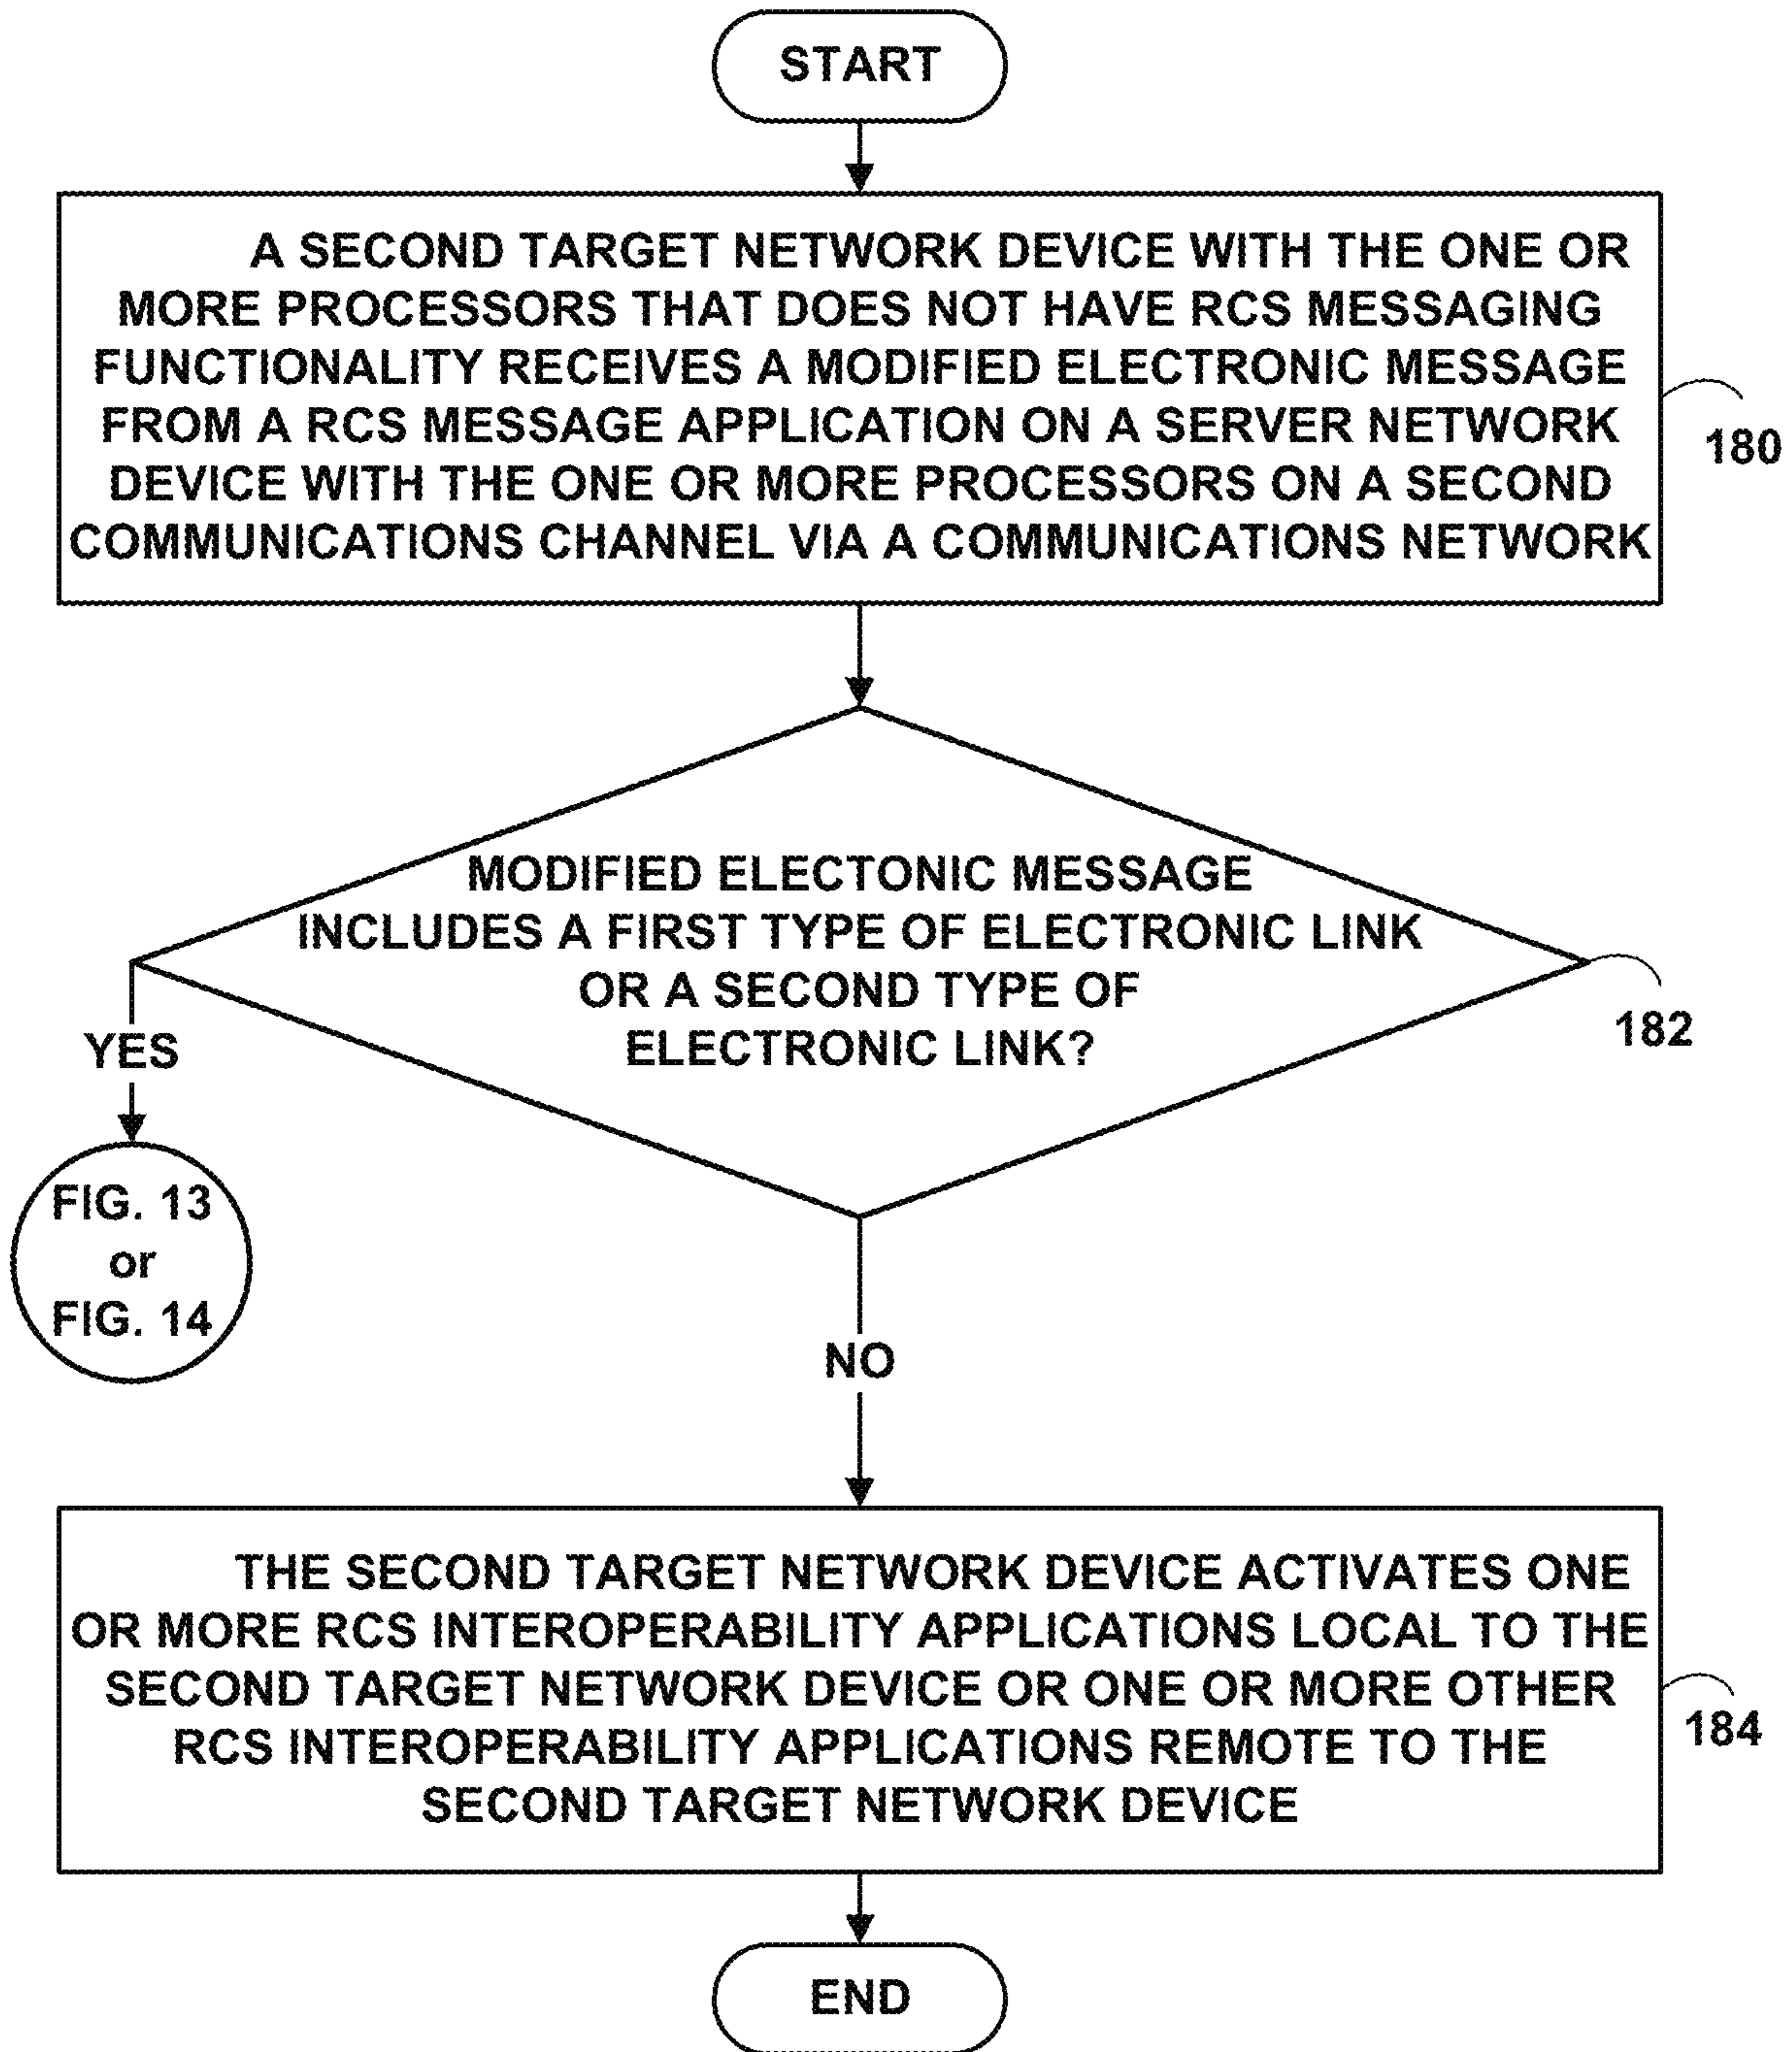 START
A SECOND TARGET NETWORK DEVICE WITH THE ONE OR
MORE PROCESSORS THAT DOES NOT HAVE RCS MESSAGING
FUNCTIONALITY RECEIVES A MODIFIED ELECTRONIC MESSAGE
FROM A RCS MESSAGE APPLICATION ON A SERVER NETWORK
DEVICE WITH THE ONE OR MORE PROCESSORS ON A SECOND
COMMUNICATIONS CHANNEL VIA A COMMUNICATIONS NETWORK
180
MODIFIED ELECTONIC MESSAGE
INCLUDES A FIRST TYPE OF ELECTRONIC LINK
OR A SECOND TYPE OF
ELECTRONIC LINK?
182
YES
FIG. 13
or
FIG. 14
NO
THE SECOND TARGET NETWORK DEVICE ACTIVATES ONE
OR MORE RCS INTEROPERABILITY APPLICATIONS LOCAL TO THE
SECOND TARGET NETWORK DEVICE OR ONE OR MORE OTHER
RCS INTEROPERABILITY APPLICATIONS REMOTE TO THE
SECOND TARGET NETWORK DEVICE
184
END